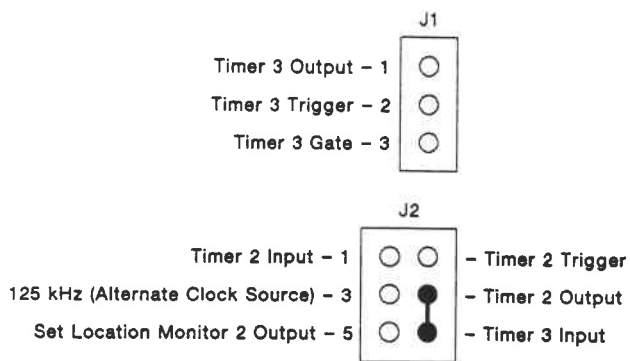 J1
Timer 3 Output – 1
Timer 3 Trigger – 2
Timer 3 Gate – 3
J2
Timer 2 Input – 1 – Timer 2 Trigger
125 kHz (Alternate Clock Source) – 3 – Timer 2 Output
Set Location Monitor 2 Output – 5 – Timer 3 Input